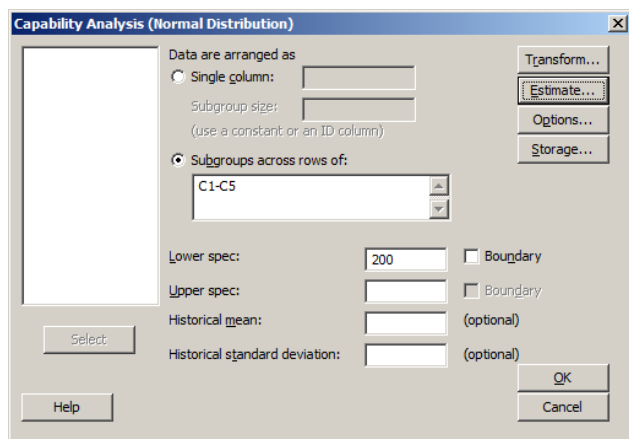 Capability Analysis (Normal Distribution)
Data are arranged as
Single column:
Subgroup size:
(use a constant or an ID column)
Subgroups across rows of:
C1-C5
Transform...
Estimate...
Options...
Storage...
Lower spec: 200 Boundary
Upper spec: Boundary
Historical mean: (optional)
Historical standard deviation: (optional)
Select
Help
OK
Cancel